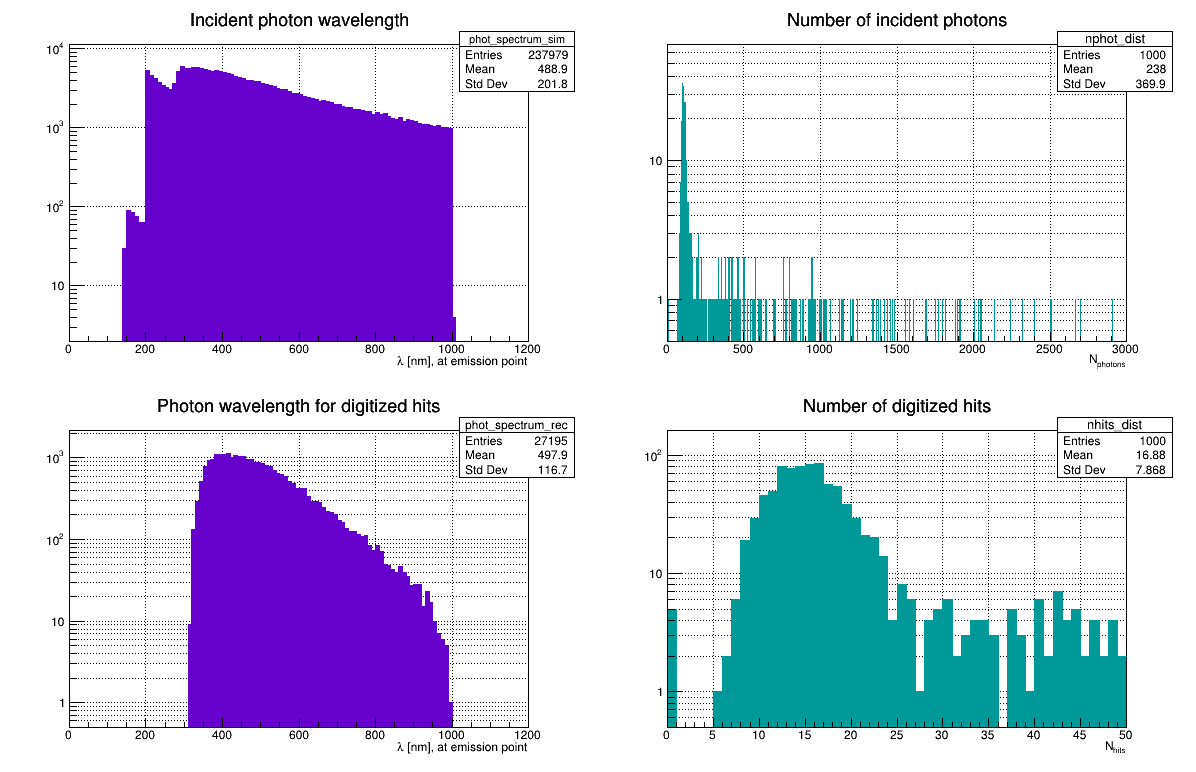 Incident photon wavelength
phot_spectrum_sim
Entries 237979
Mean 488.9
Std Dev 201.8
10^4
10^3
10^2
10
0 200 400 600 800 1000 1200
λ [nm], at emission point
Number of incident photons
nphot_dist
Entries 1000
Mean 238
Std Dev 369.9
10
1
0 500 1000 1500 2000 2500 3000
N_photons
Photon wavelength for digitized hits
phot_spectrum_rec
Entries 27195
Mean 497.9
Std Dev 116.7
10^3
10^2
10
1
0 200 400 600 800 1000 1200
λ [nm], at emission point
Number of digitized hits
nhits_dist
Entries 1000
Mean 16.88
Std Dev 7.868
10^2
10
1
0 5 10 15 20 25 30 35 40 45 50
N_hits